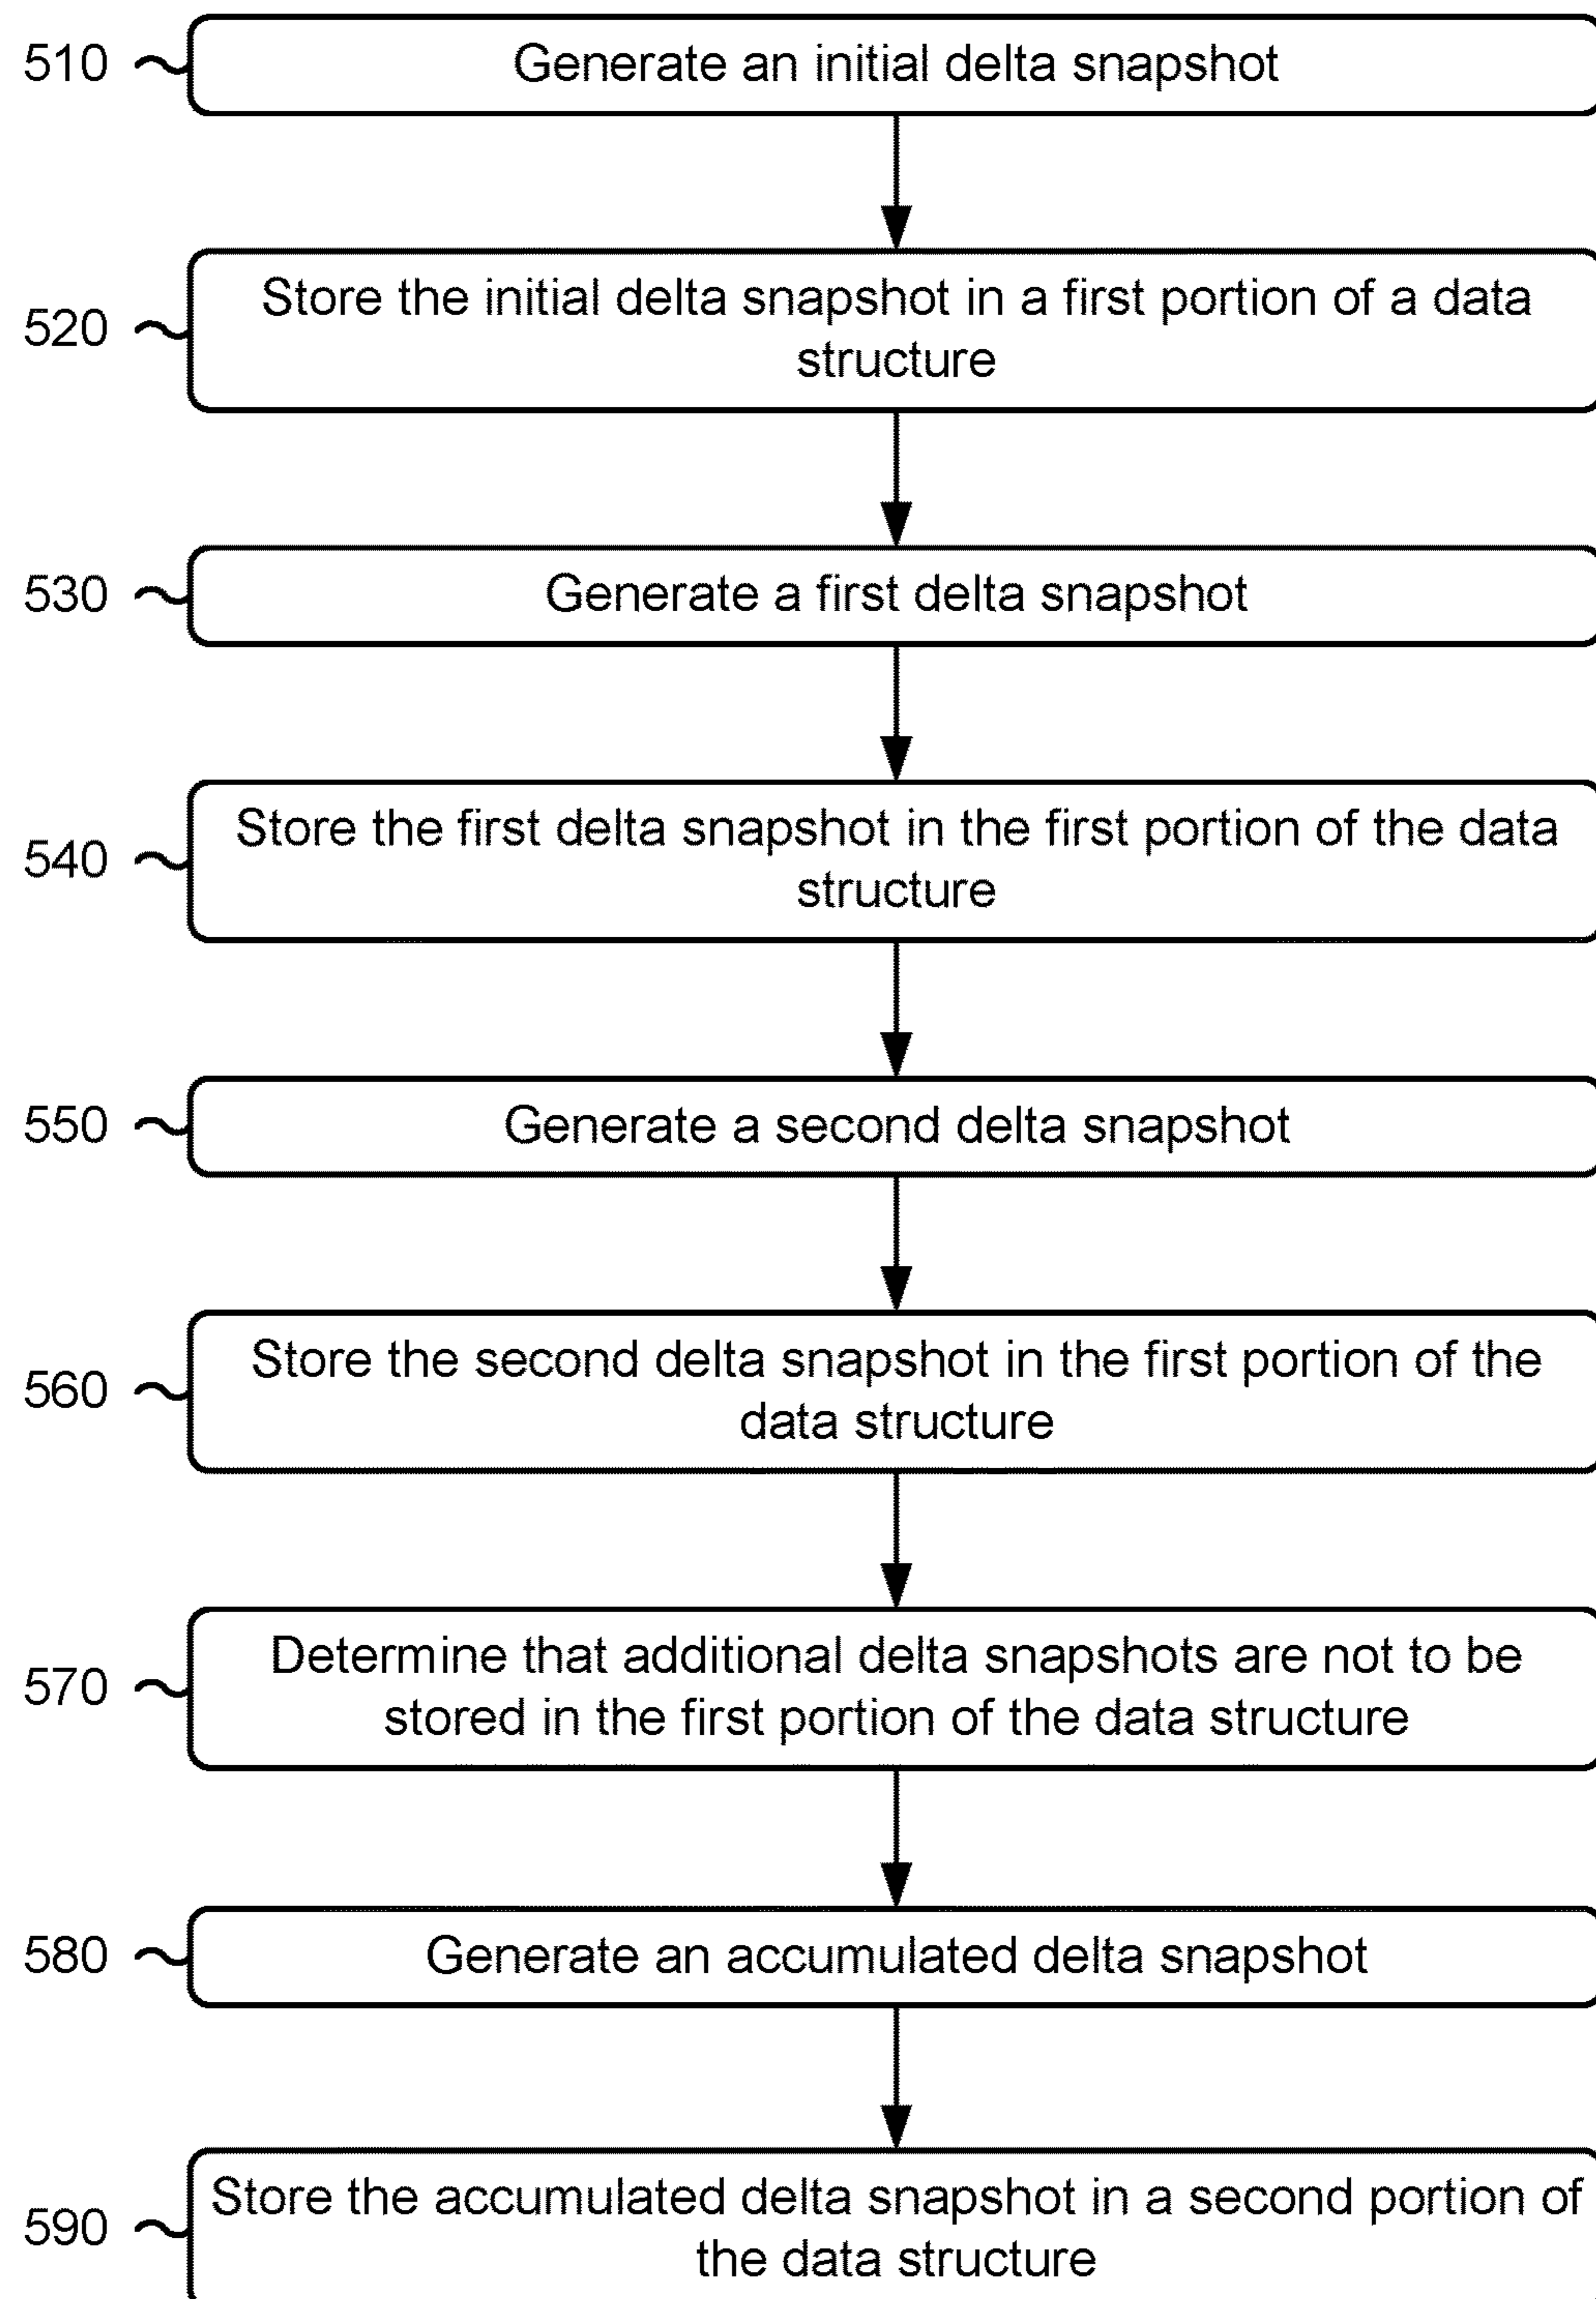 510
Generate an initial delta snapshot
520
Store the initial delta snapshot in a first portion of a data
structure
530
Generate a first delta snapshot
540
Store the first delta snapshot in the first portion of the data
structure
550
Generate a second delta snapshot
560
Store the second delta snapshot in the first portion of the
data structure
570
Determine that additional delta snapshots are not to be
stored in the first portion of the data structure
580
Generate an accumulated delta snapshot
590
Store the accumulated delta snapshot in a second portion of
the data structure